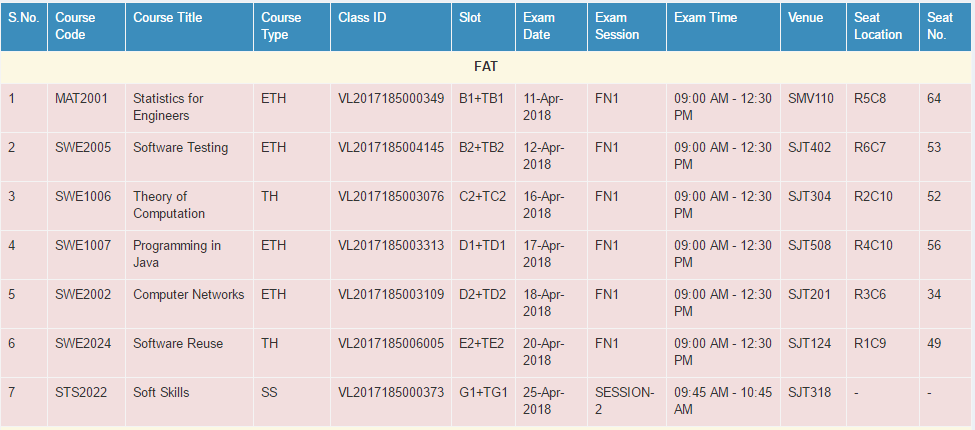 S.No. Course Code Course Title Course Type Class ID Slot Exam Date Exam Session Exam Time Venue Seat Location Seat No.
FAT
1 MAT2001 Statistics for Engineers ETH VL2017185000349 B1+TB1 11-Apr-2018 FN1 09:00 AM - 12:30 PM SMV110 R5C8 64
2 SWE2005 Software Testing ETH VL2017185004145 B2+TB2 12-Apr-2018 FN1 09:00 AM - 12:30 PM SJT402 R6C7 53
3 SWE1006 Theory of Computation TH VL2017185003076 C2+TC2 16-Apr-2018 FN1 09:00 AM - 12:30 PM SJT304 R2C10 52
4 SWE1007 Programming in Java ETH VL2017185003313 D1+TD1 17-Apr-2018 FN1 09:00 AM - 12:30 PM SJT508 R4C10 56
5 SWE2002 Computer Networks ETH VL2017185003109 D2+TD2 18-Apr-2018 FN1 09:00 AM - 12:30 PM SJT201 R3C6 34
6 SWE2024 Software Reuse TH VL2017185006005 E2+TE2 20-Apr-2018 FN1 09:00 AM - 12:30 PM SJT124 R1C9 49
7 STS2022 Soft Skills SS VL2017185000373 G1+TG1 25-Apr-2018 SESSION-2 09:45 AM - 10:45 AM SJT318 - -